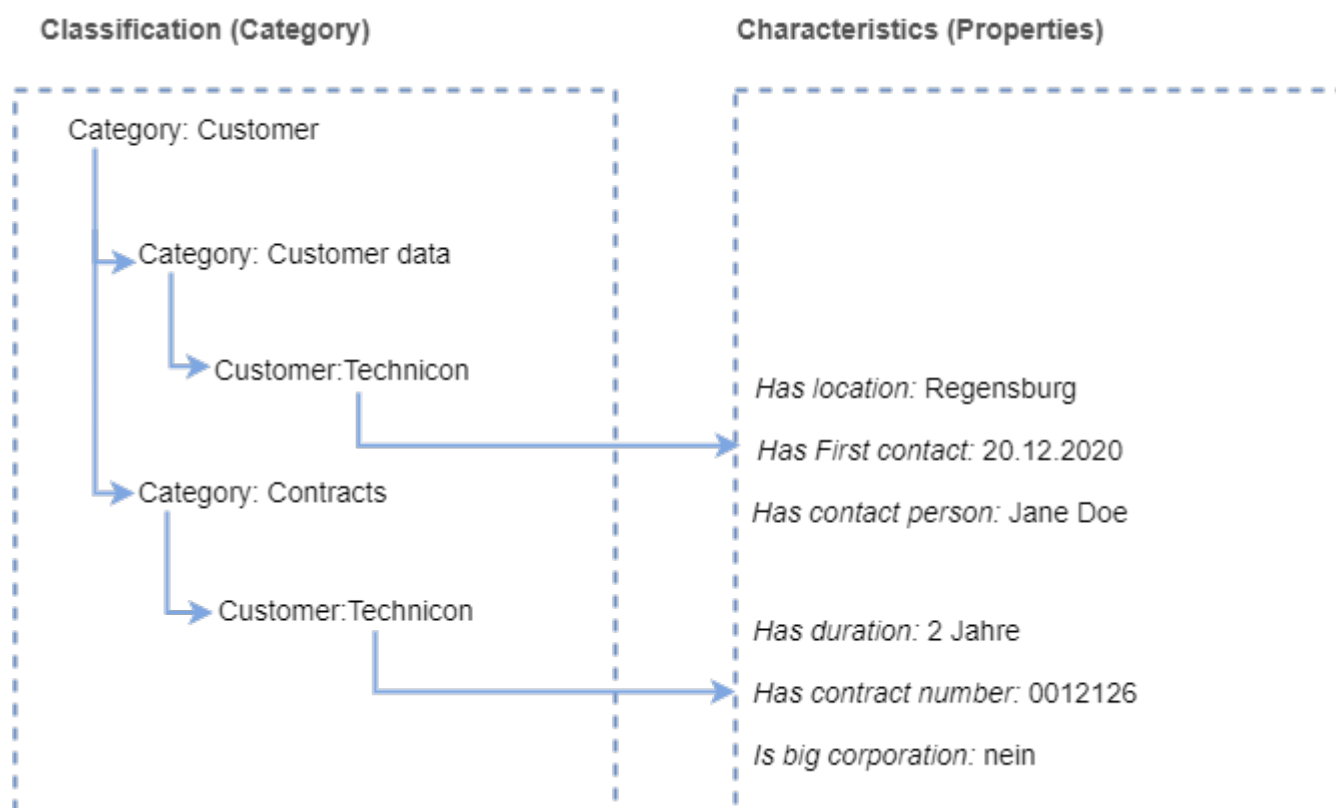 Classification (Category)
Characteristics (Properties)
Category: Customer
Category: Customer data
Customer:Technicon
Has location: Regensburg
Has First contact: 20.12.2020
Category: Contracts
Has contact person: Jane Doe
Customer:Technicon
Has duration: 2 Jahre
Has contract number: 0012126
Is big corporation: nein